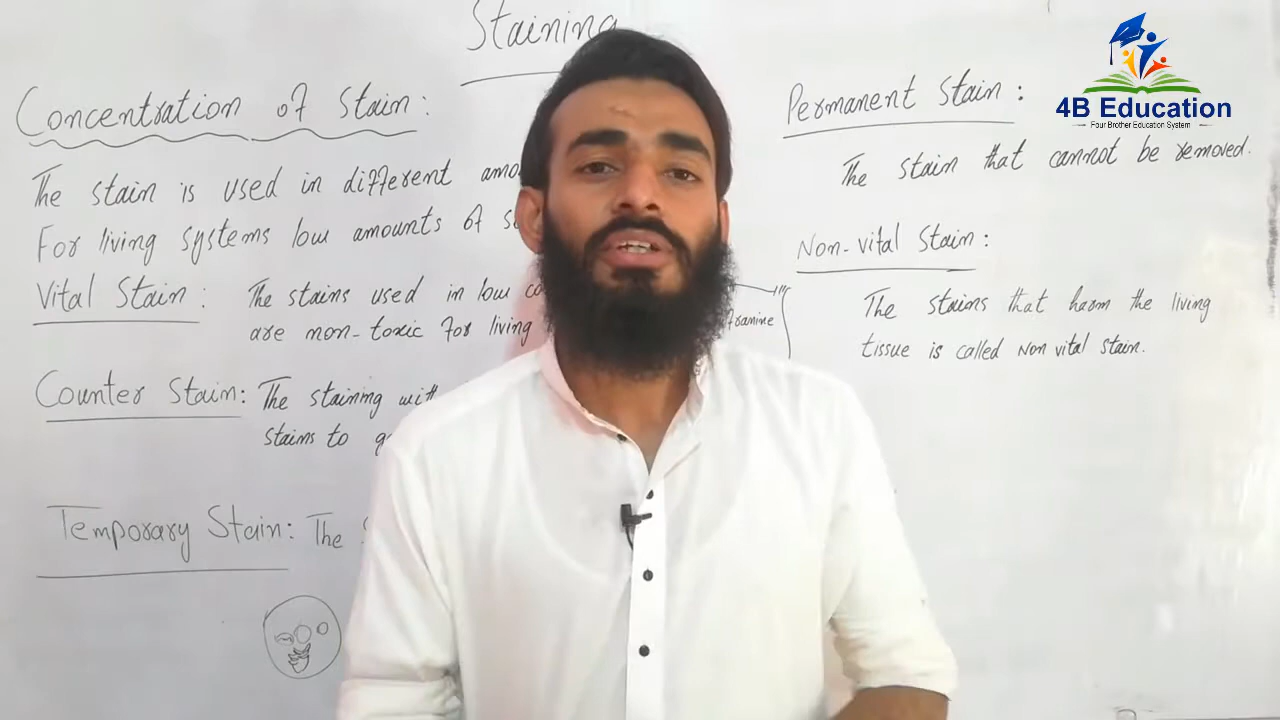 Staining
Concentration of Stain:
The stain is used in different
For living systems low amounts of
Vital Stain: The stains used in low
are non-toxic for living
Counter Stain: The staining with
stains to
Temporary Stain: The
Permanent Stain:
The stain that cannot be removed.
Non-vital Stain:
The stains that harm the living
tissue is called Non vital stain.
4B Education
Four Brother Education System